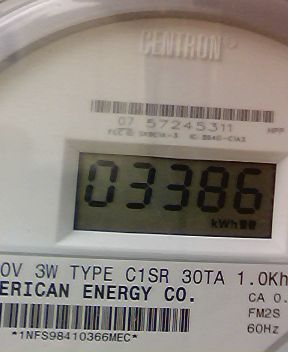 CENTRON®
07 57245311 HPP
03386
kWh
0V 3W TYPE C1SR 30TA 1.0Kh
ERICAN ENERGY CO. CA 0.
FM2S
*1NFS98410366MEC* 60Hz